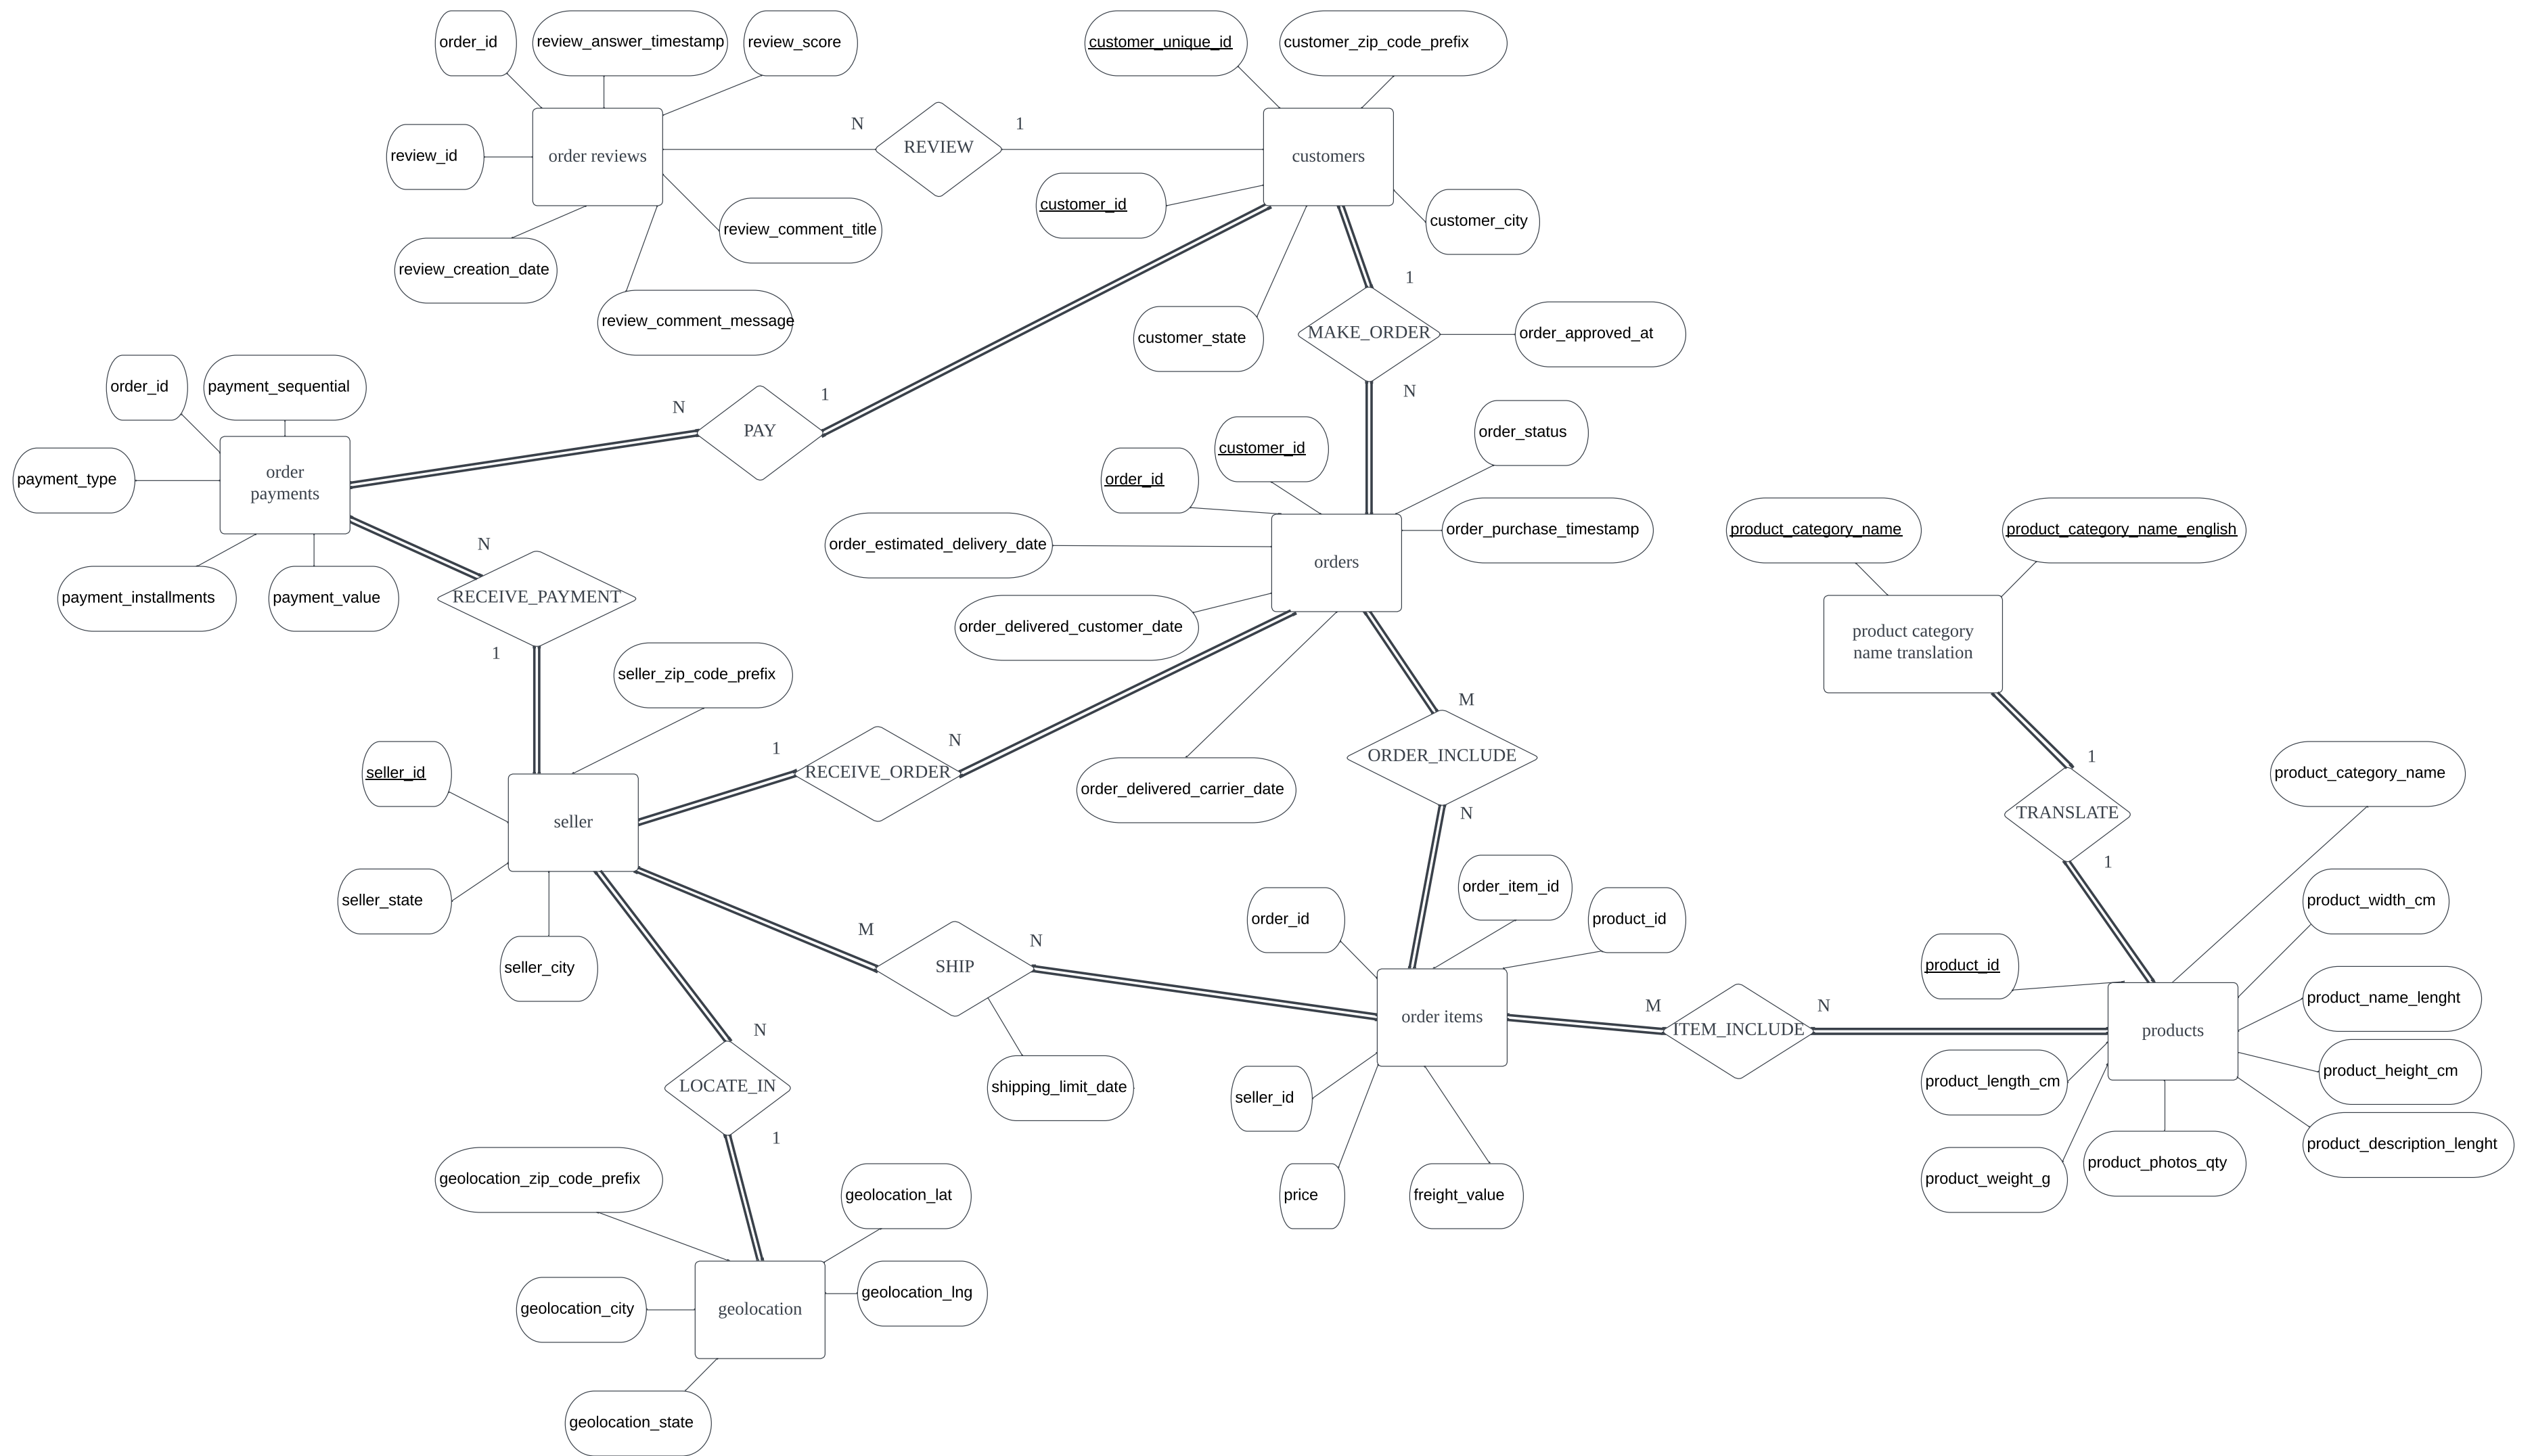 order_id
review_answer_timestamp
review_score
customer_unique_id
customer_zip_code_prefix
N
1
REVIEW
review_id
order reviews
customers
customer_id
customer_city
review_comment_title
review_creation_date
1
review_comment_message
customer_state
MAKE_ORDER
order_approved_at
order_id
payment_sequential
1
N
N
PAY
customer_id
order_status
order
payments
payment_type
order_id
order_purchase_timestamp
product_category_name
product_category_name_english
N
order_estimated_delivery_date
orders
payment_installments
payment_value
RECEIVE_PAYMENT
order_delivered_customer_date
product category
name translation
1
seller_zip_code_prefix
M
1
N
ORDER_INCLUDE
1
seller_id
RECEIVE_ORDER
product_category_name
order_delivered_carrier_date
N
TRANSLATE
seller
1
order_item_id
seller_state
product_width_cm
order_id
product_id
M
N
seller_city
SHIP
product_id
product_name_lenght
M
N
order items
ITEM_INCLUDE
products
N
product_height_cm
LOCATE_IN
shipping_limit_date
product_length_cm
seller_id
1
product_description_lenght
geolocation_zip_code_prefix
product_weight_g
product_photos_qty
geolocation_lat
price
freight_value
geolocation_lng
geolocation_city
geolocation
geolocation_state